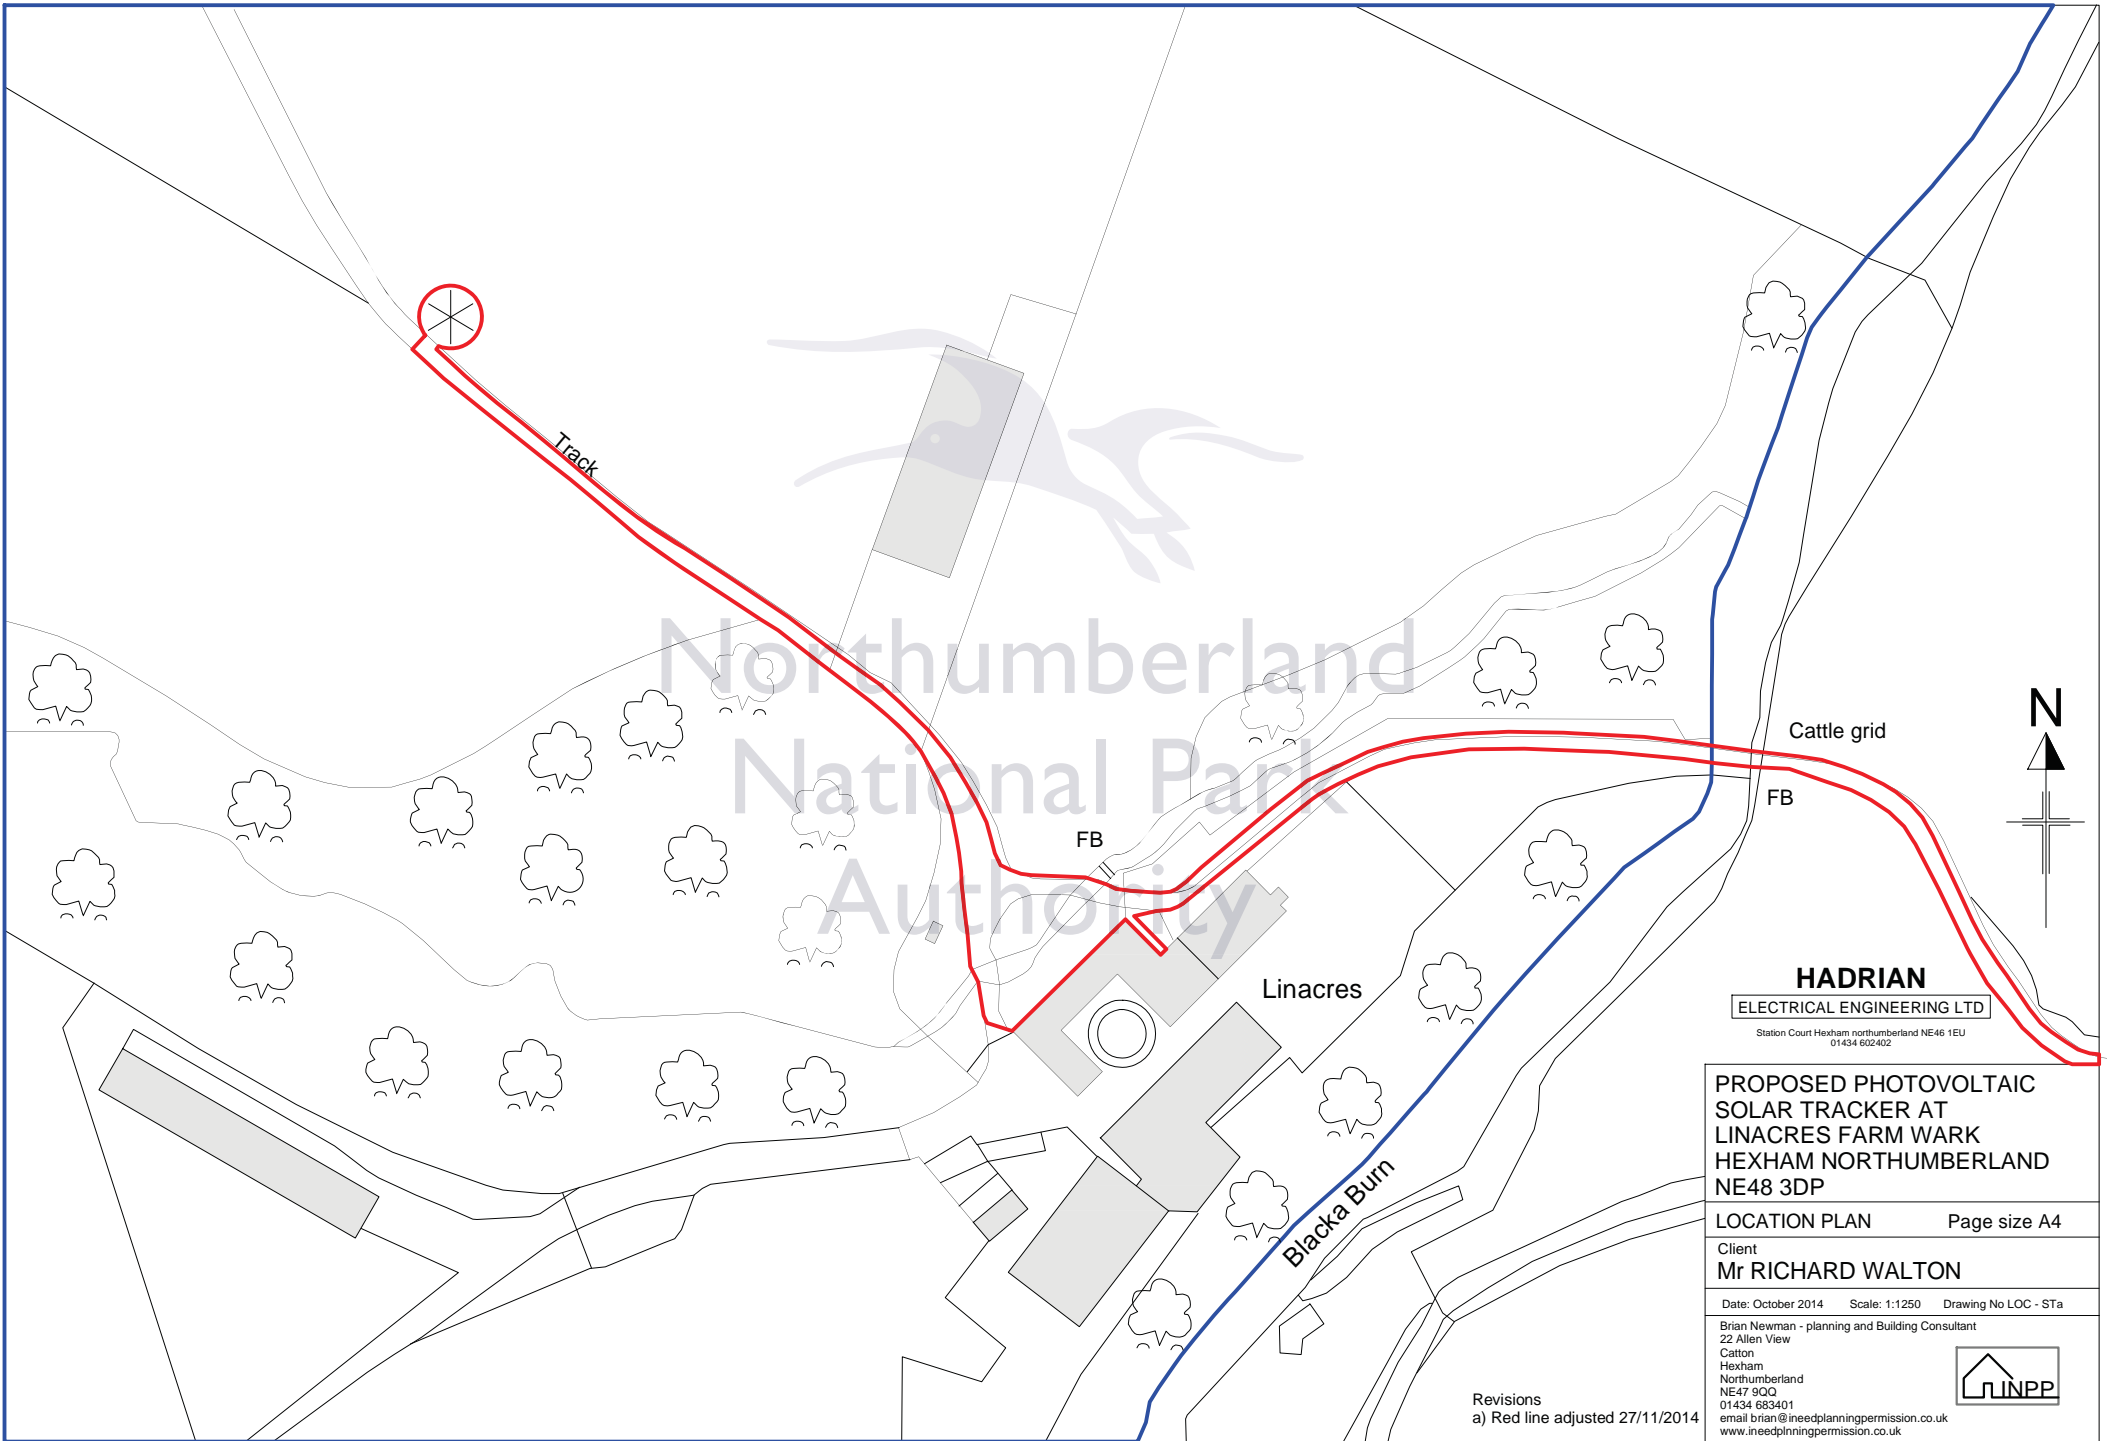 Track
Northumberland
National Park
Authority
FB
Cattle grid
FB
Linacres
Blacka Burn
N
HADRIAN
ELECTRICAL ENGINEERING LTD
Station Court Hexham northumberland NE46 1EU
01434 602402
PROPOSED PHOTOVOLTAIC
SOLAR TRACKER AT
LINACRES FARM WARK
HEXHAM NORTHUMBERLAND
NE48 3DP
LOCATION PLAN Page size A4
Client
Mr RICHARD WALTON
Date: October 2014 Scale: 1:1250 Drawing No LOC - STa
Brian Newman - planning and Building Consultant
22 Allen View
Catton
Hexham
Northumberland
NE47 9QQ
01434 683401
email brian@ineedplanningpermission.co.uk
www.ineedplnningpermission.co.uk
INPP
Revisions
a) Red line adjusted 27/11/2014